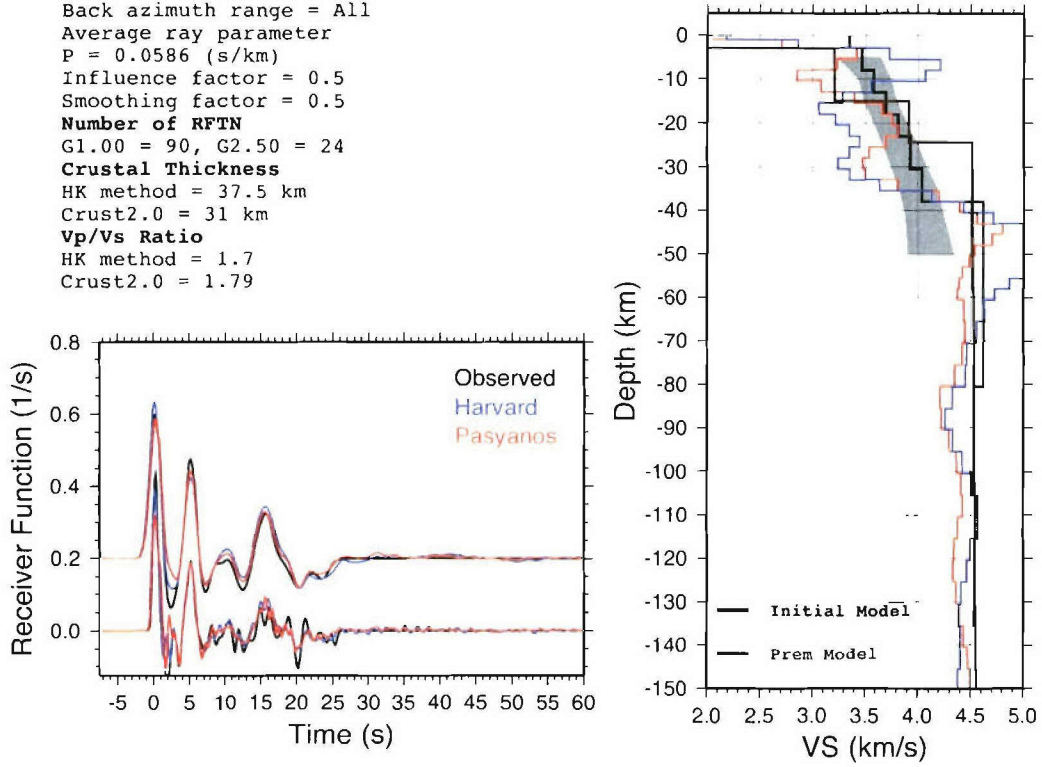 Back azimuth range = All
Average ray parameter
P = 0.0586 (s/km)
Influence factor = 0.5
Smoothing factor = 0.5
Number of RFTN
G1.00 = 90, G2.50 = 24
Crustal Thickness
HK method = 37.5 km
Crust2.0 = 31 km
Vp/Vs Ratio
HK method = 1.7
Crust2.0 = 1.79
Receiver Function (1/s)
0.8
0.6
0.4
0.2
0.0
Observed
Harvard
Pasyanos
-5 0 5 10 15 20 25 30 35 40 45 50 55 60
Time (s)
Depth (km)
0
-10
-20
-30
-40
-50
-60
-70
-80
-90
-100
-110
-120
-130
-140
-150
Initial Model
Prem Model
2.0 2.5 3.0 3.5 4.0 4.5 5.0
VS (km/s)